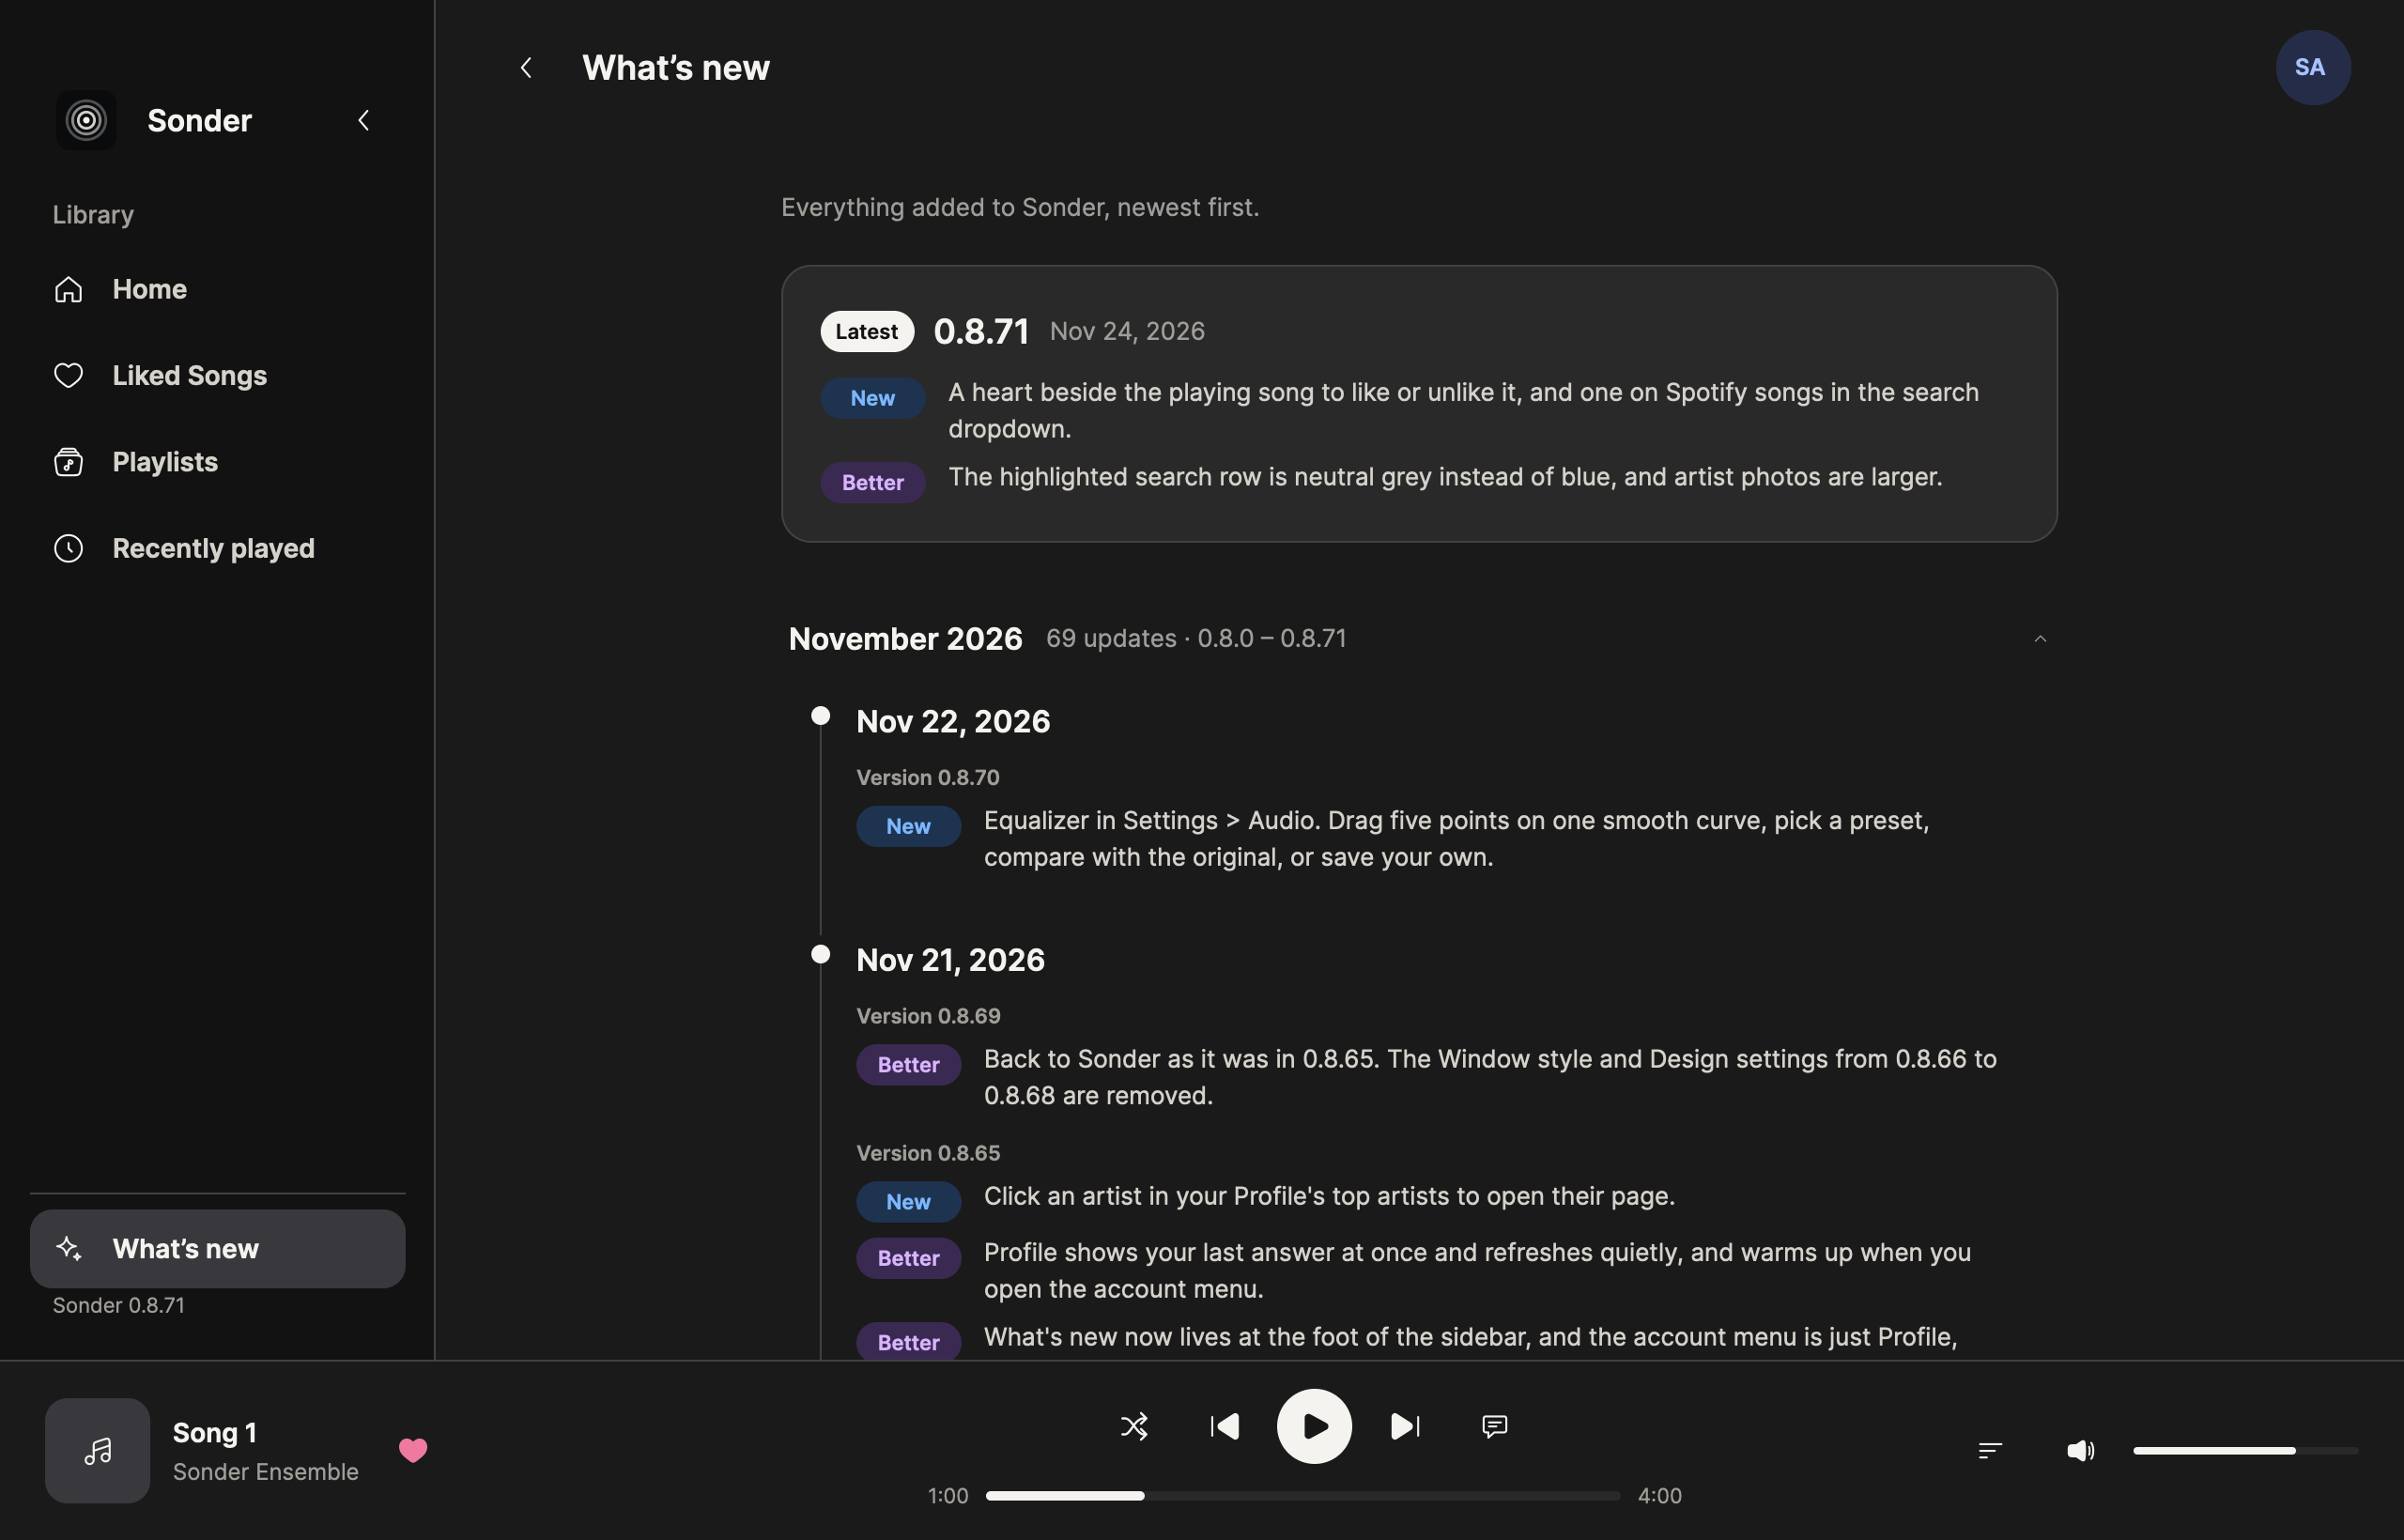 Sonder
Library
Home
Liked Songs
Playlists
Recently played
What’s new
Sonder 0.8.71
What’s new
SA
Everything added to Sonder, newest first.
Latest 0.8.71 Nov 24, 2026
New A heart beside the playing song to like or unlike it, and one on Spotify songs in the search
dropdown.
Better The highlighted search row is neutral grey instead of blue, and artist photos are larger.
November 2026 69 updates · 0.8.0 – 0.8.71
Nov 22, 2026
Version 0.8.70
New Equalizer in Settings > Audio. Drag five points on one smooth curve, pick a preset,
compare with the original, or save your own.
Nov 21, 2026
Version 0.8.69
Better Back to Sonder as it was in 0.8.65. The Window style and Design settings from 0.8.66 to
0.8.68 are removed.
Version 0.8.65
New Click an artist in your Profile's top artists to open their page.
Better Profile shows your last answer at once and refreshes quietly, and warms up when you
open the account menu.
Better What's new now lives at the foot of the sidebar, and the account menu is just Profile,
Song 1
Sonder Ensemble
1:00 4:00